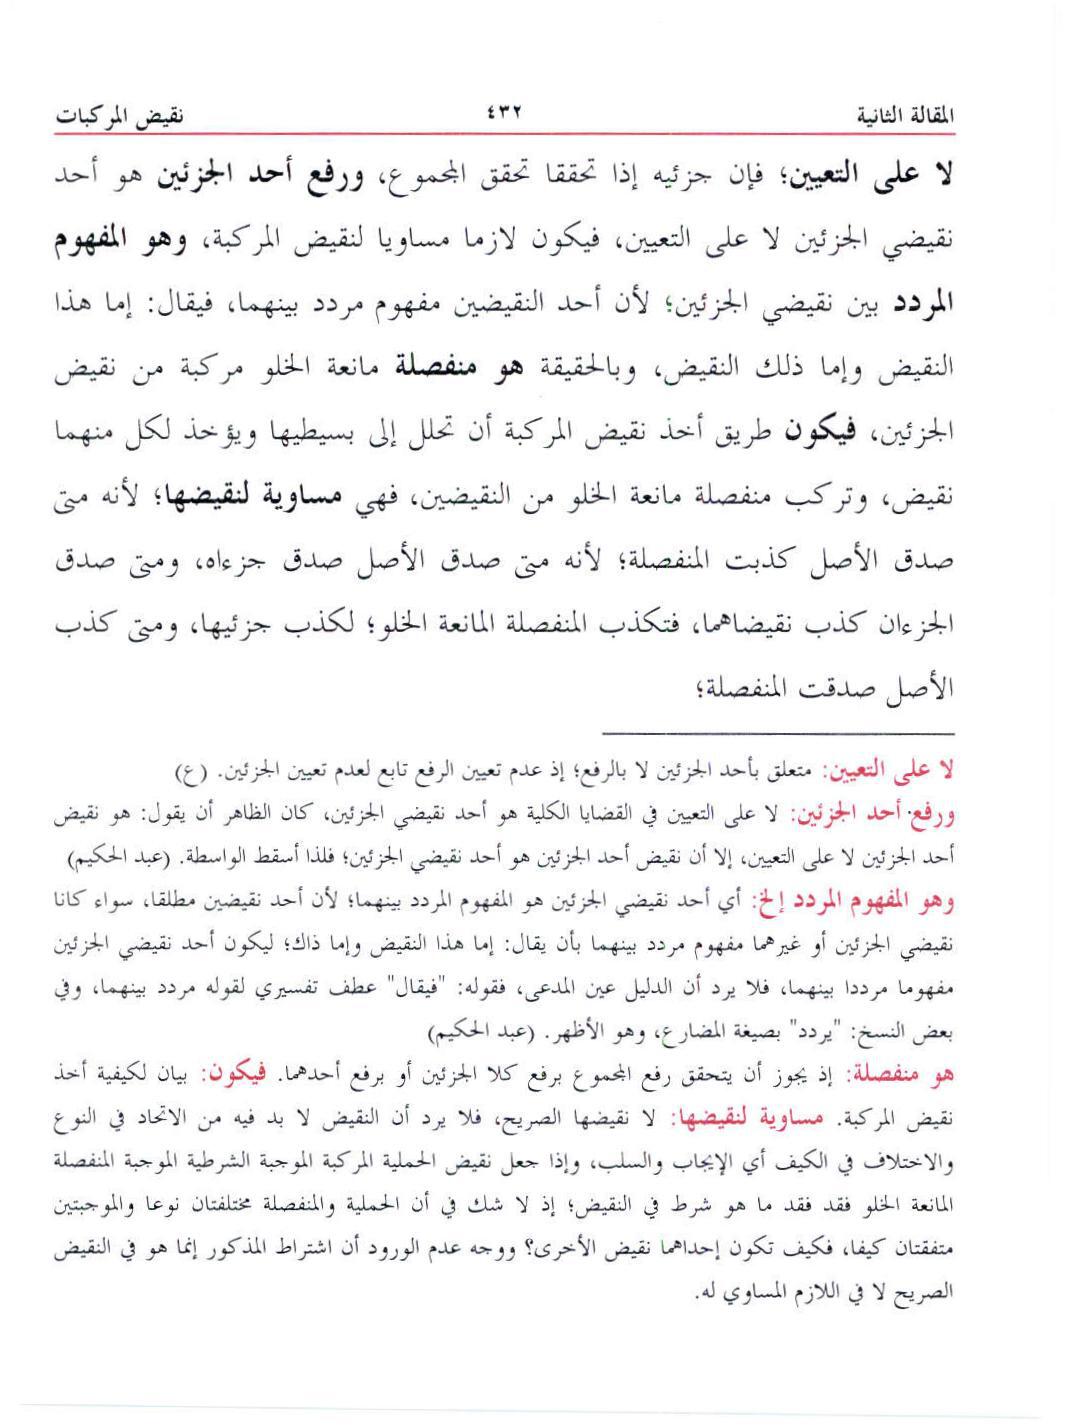 المقالة الثانية ٤٣٢ نقيض المركبات
لا على التعيين؛ فإن جزئيه إذا تحققا تحقق المجموع، ورفع أحد الجزئين هو أحد
نقيضي الجزئين لا على التعيين، فيكون لازما مساويا لنقيض المركبة، وهو المفهوم
المردد بين نقيضي الجزئين؛ لأن أحد النقيضين مفهوم مردد بينهما، فيقال: إما هذا
النقيض وإما ذلك النقيض، وبالحقيقة هو منفصلة مانعة الخلو مركبة من نقيض
الجزئين، فيكون طريق أخذ نقيض المركبة أن تحلل إلى بسيطيها ويؤخذ لكل منهما
نقيض، وتركب منفصلة مانعة الخلو من النقيضين، فهي مساوية لنقيضها؛ لأنه متى
صدق الأصل كذبت المنفصلة؛ لأنه متى صدق الأصل صدق جزءاه، ومتى صدق
الجزءان كذب نقيضاهما، فتكذب المنفصلة المانعة الخلو؛ لكذب جزئيها، ومتى كذب
الأصل صدقت المنفصلة؛
لا على التعيين: متعلق بأحد الجزئين لا بالرفع؛ إذ عدم تعيين الرفع تابع لعدم تعيين الجزئين. (ع)
ورفع أحد الجزئين: لا على التعيين في القضايا الكلية هو أحد نقيضي الجزئين، كان الظاهر أن يقول: هو نقيض
أحد الجزئين لا على التعيين، إلا أن نقيض أحد الجزئين هو أحد نقيضي الجزئين؛ فلذا أسقط الواسطة. (عبد الحكيم)
وهو المفهوم المردد إلخ: أي أحد نقيضي الجزئين هو المفهوم المردد بينهما؛ لأن أحد نقيضين مطلقا، سواء كانا
نقيضي الجزئين أو غيرهما مفهوم مردد بينهما بأن يقال: إما هذا النقيض وإما ذاك؛ ليكون أحد نقيضي الجزئين
مفهوما مرددا بينهما، فلا يرد أن الدليل عين المدعى، فقوله: "فيقال" عطف تفسيري لقوله مردد بينهما، وفي
بعض النسخ: "يردد" بصيغة المضارع، وهو الأظهر. (عبد الحكيم)
هو منفصلة: إذ يجوز أن يتحقق رفع المجموع برفع كلا الجزئين أو برفع أحدهما. فيكون: بيان لكيفية أخذ
نقيض المركبة. مساوية لنقيضها: لا نقيضها الصريح، فلا يرد أن النقيض لا بد فيه من الاتحاد في النوع
والاختلاف في الكيف أي الإيجاب والسلب، وإذا جعل نقيض الحملية المركبة الموجبة الشرطية الموجبة المنفصلة
المانعة الخلو فقد فقد ما هو شرط في النقيض؛ إذ لا شك في أن الحملية والمنفصلة مختلفتان نوعا والموجبتين
متفقتان كيفا، فكيف تكون إحداهما نقيض الأخرى؟ ووجه عدم الورود أن اشتراط المذكور إنما هو في النقيض
الصريح لا في اللازم المساوي له.